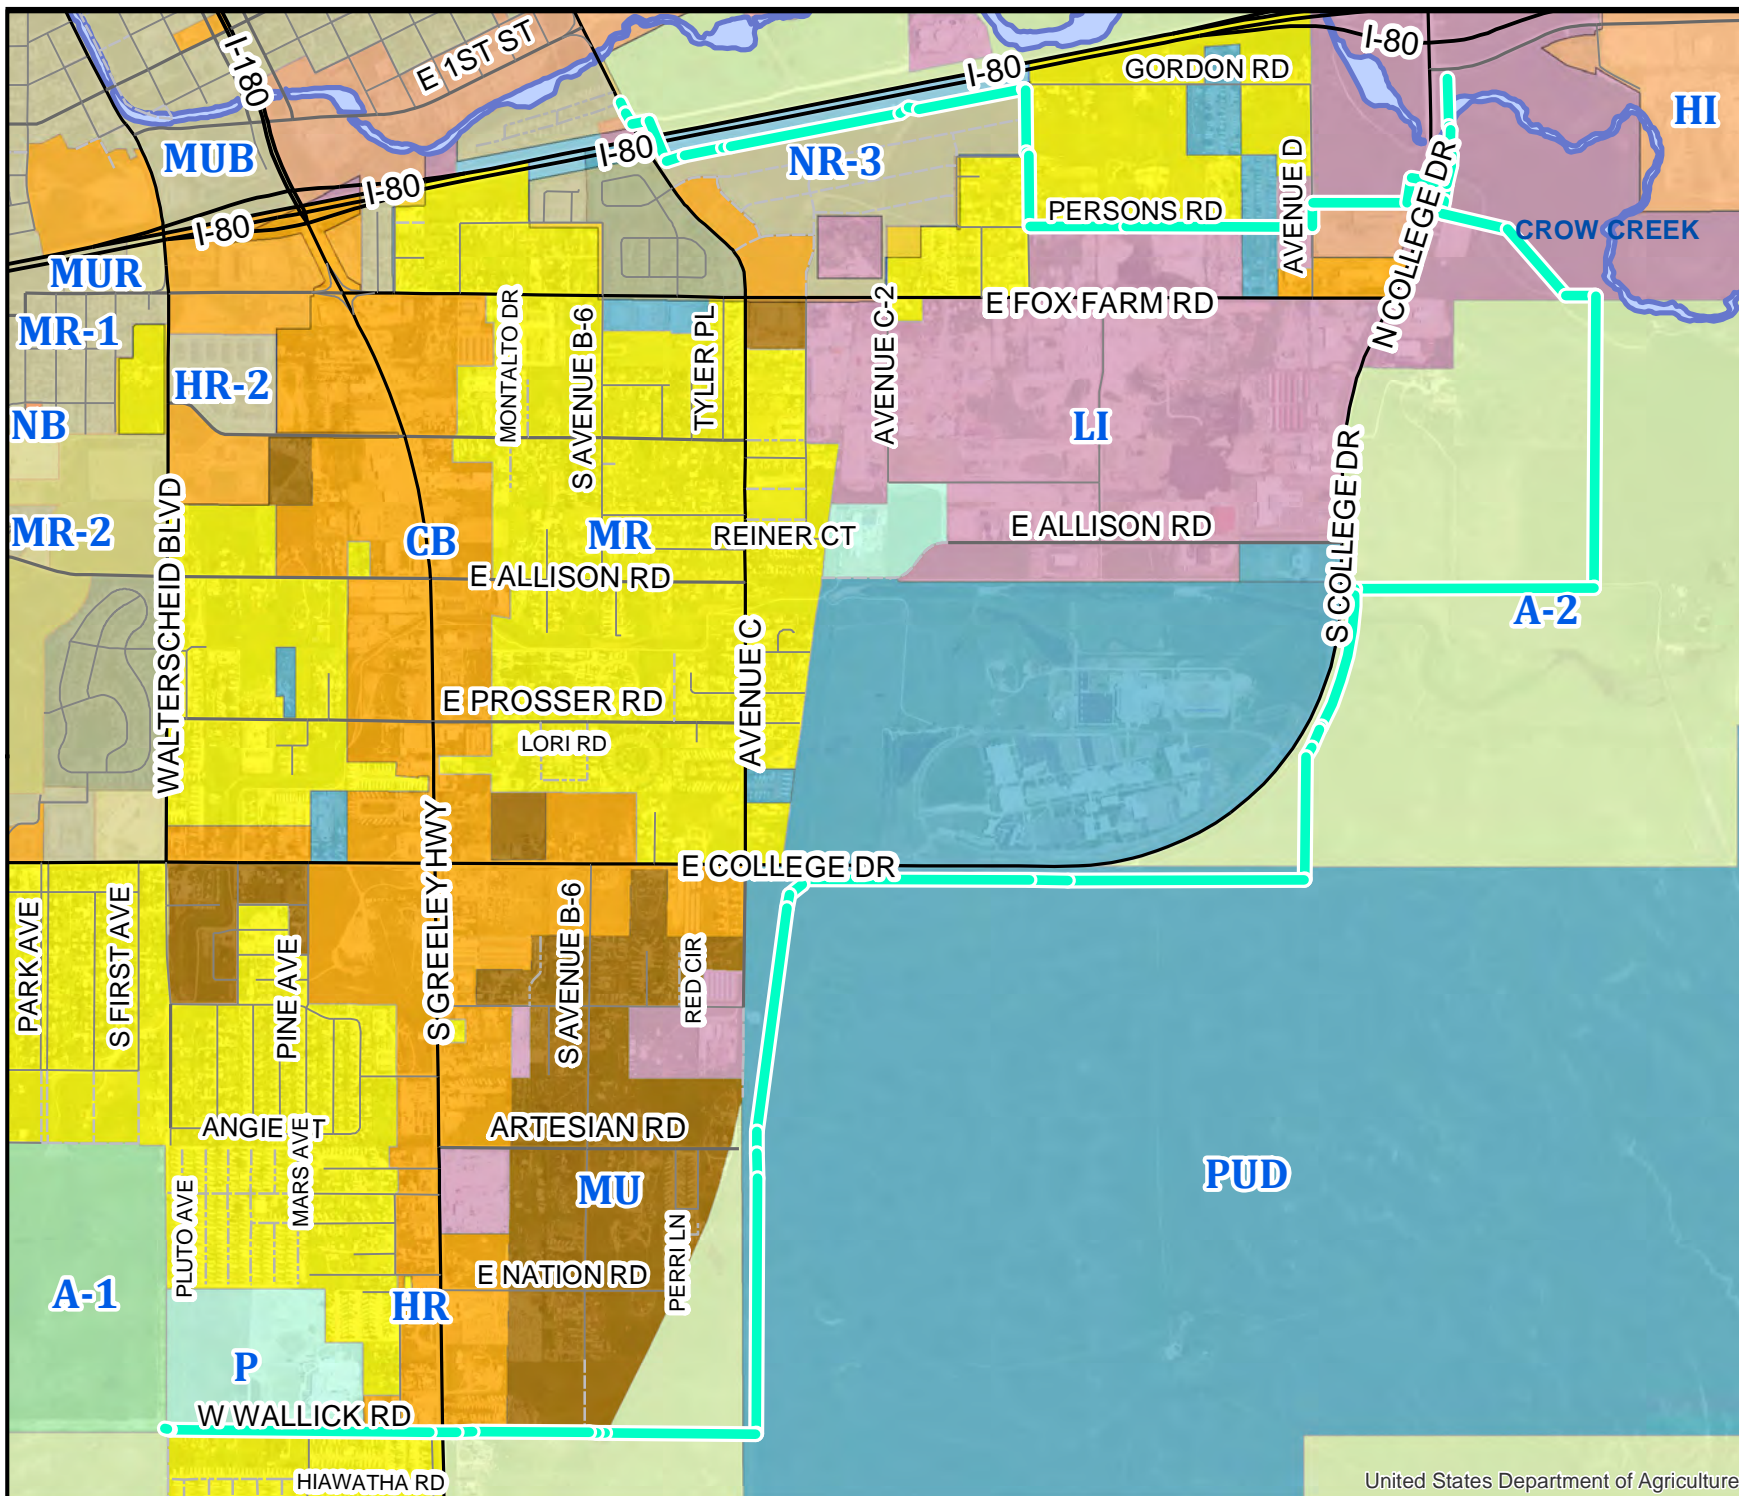 I-180
E 1ST ST
I-80
I-80
GORDON RD
HI
MUB
I-80
NR-3
AVENUE D
N COLLEGE DR
I-80
I-80
PERSONS RD
CROW CREEK
MUR
MR-1
MONTALTO DR
S AVENUE B-6
TYLER PL
AVENUE C-2
E FOX FARM RD
HR-2
NB
LI
S COLLEGE DR
MR-2
WALTERSCHEID BLVD
CB
MR
REINER CT
E ALLISON RD
E ALLISON RD
A-2
AVENUE C
E PROSSER RD
LORI RD
S GREELEY HWY
E COLLEGE DR
PARK AVE
S FIRST AVE
PINE AVE
S AVENUE B-6
RED CIR
ANGIE T
MARS AVE
ARTESIAN RD
PLUTO AVE
MU
PUD
PERRI LN
E NATION RD
A-1
HR
P
W WALLICK RD
HIAWATHA RD
United States Department of Agriculture